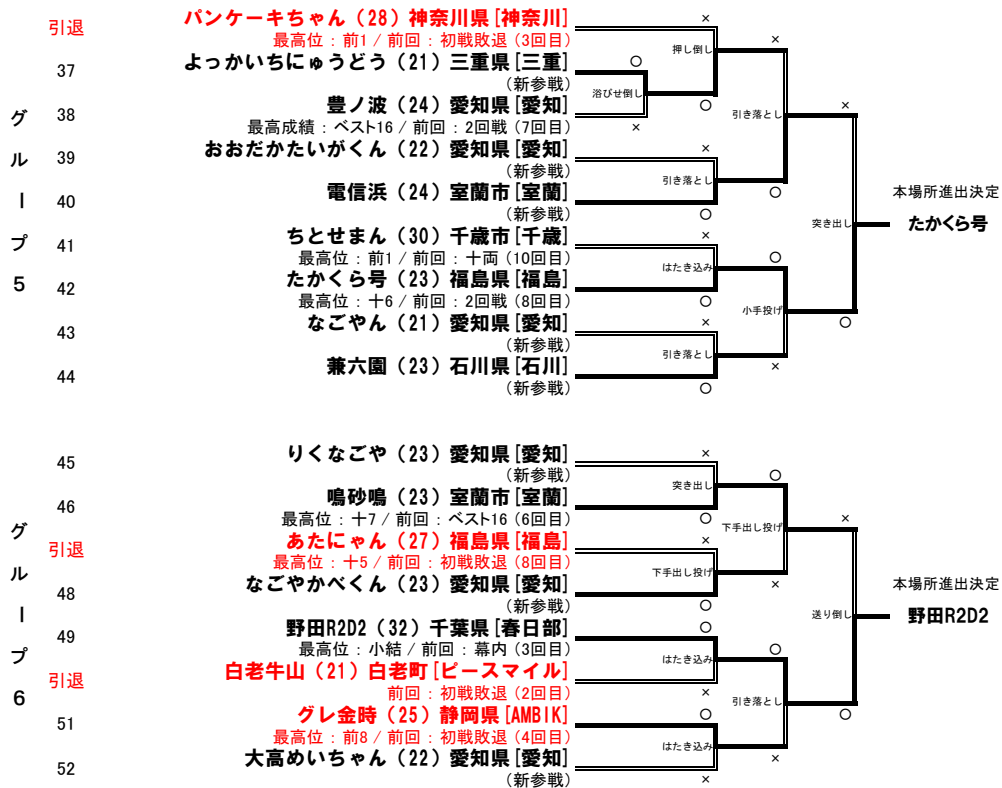 グループ5
引退
パンケーキちゃん（28）神奈川県[神奈川]
最高位：前1 / 前回：初戦敗退（3回目）
37
よっかいちにゅうどう（21）三重県[三重]
（新参戦）
38
豊ノ波（24）愛知県[愛知]
最高成績：ベスト16 / 前回：2回戦（7回目）
39
おおだかたいがくん（22）愛知県[愛知]
（新参戦）
40
電信浜（24）室蘭市[室蘭]
（新参戦）
41
ちとせまん（30）千歳市[千歳]
最高位：前1 / 前回：十両（10回目）
42
たかくら号（23）福島県[福島]
最高位：十6 / 前回：2回戦（8回目）
43
なごやん（21）愛知県[愛知]
（新参戦）
44
兼六園（23）石川県[石川]
（新参戦）
○
浴びせ倒し
×
×
押し倒し
○
×
引き落とし
○
×
はたき込み
○
×
引き落とし
○
×
引き落とし
○
○
小手投げ
×
×
突き出し
○
本場所進出決定
たかくら号
グループ6
45
りくなごや（23）愛知県[愛知]
（新参戦）
46
鳴砂鳴（23）室蘭市[室蘭]
最高位：十7 / 前回：ベスト16（6回目）
引退
あたにゃん（27）福島県[福島]
最高位：十5 / 前回：初戦敗退（8回目）
48
なごやかべくん（23）愛知県[愛知]
（新参戦）
49
野田R2D2（32）千葉県[春日部]
最高位：小結 / 前回：幕内（3回目）
引退
白老牛山（21）白老町[ピースマイル]
前回：初戦敗退（2回目）
51
グレ金時（25）静岡県[AMBIK]
最高位：前8 / 前回：初戦敗退（4回目）
52
大高めいちゃん（22）愛知県[愛知]
（新参戦）
×
突き出し
○
×
下手出し投げ
○
○
はたき込み
×
○
はたき込み
×
○
下手出し投げ
×
○
引き落とし
×
×
送り倒し
○
本場所進出決定
野田R2D2